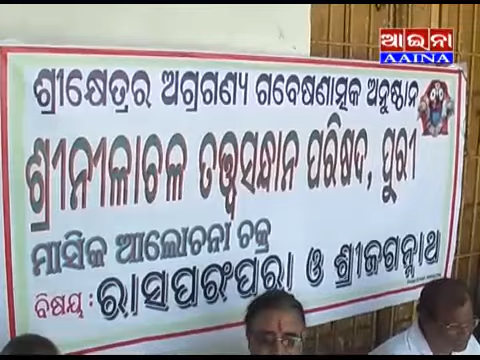 ଆଇନା
AAINA
ଶ୍ରୀକ୍ଷେତ୍ରର ଅଗ୍ରଗଣ୍ୟ ଗବେଷଣାତ୍ମକ ଅନୁଷ୍ଠାନ
ଶ୍ରୀନୀଳାଚଳ ତତ୍ତ୍ୱସନ୍ଧାନ ପରିଷଦ, ପୁରୀ
ମାସିକ ଆଲୋଚନା ଚକ୍ର
ବିଷୟ : ରାସପରଂପରା ଓ ଶ୍ରୀଜଗନ୍ନାଥ